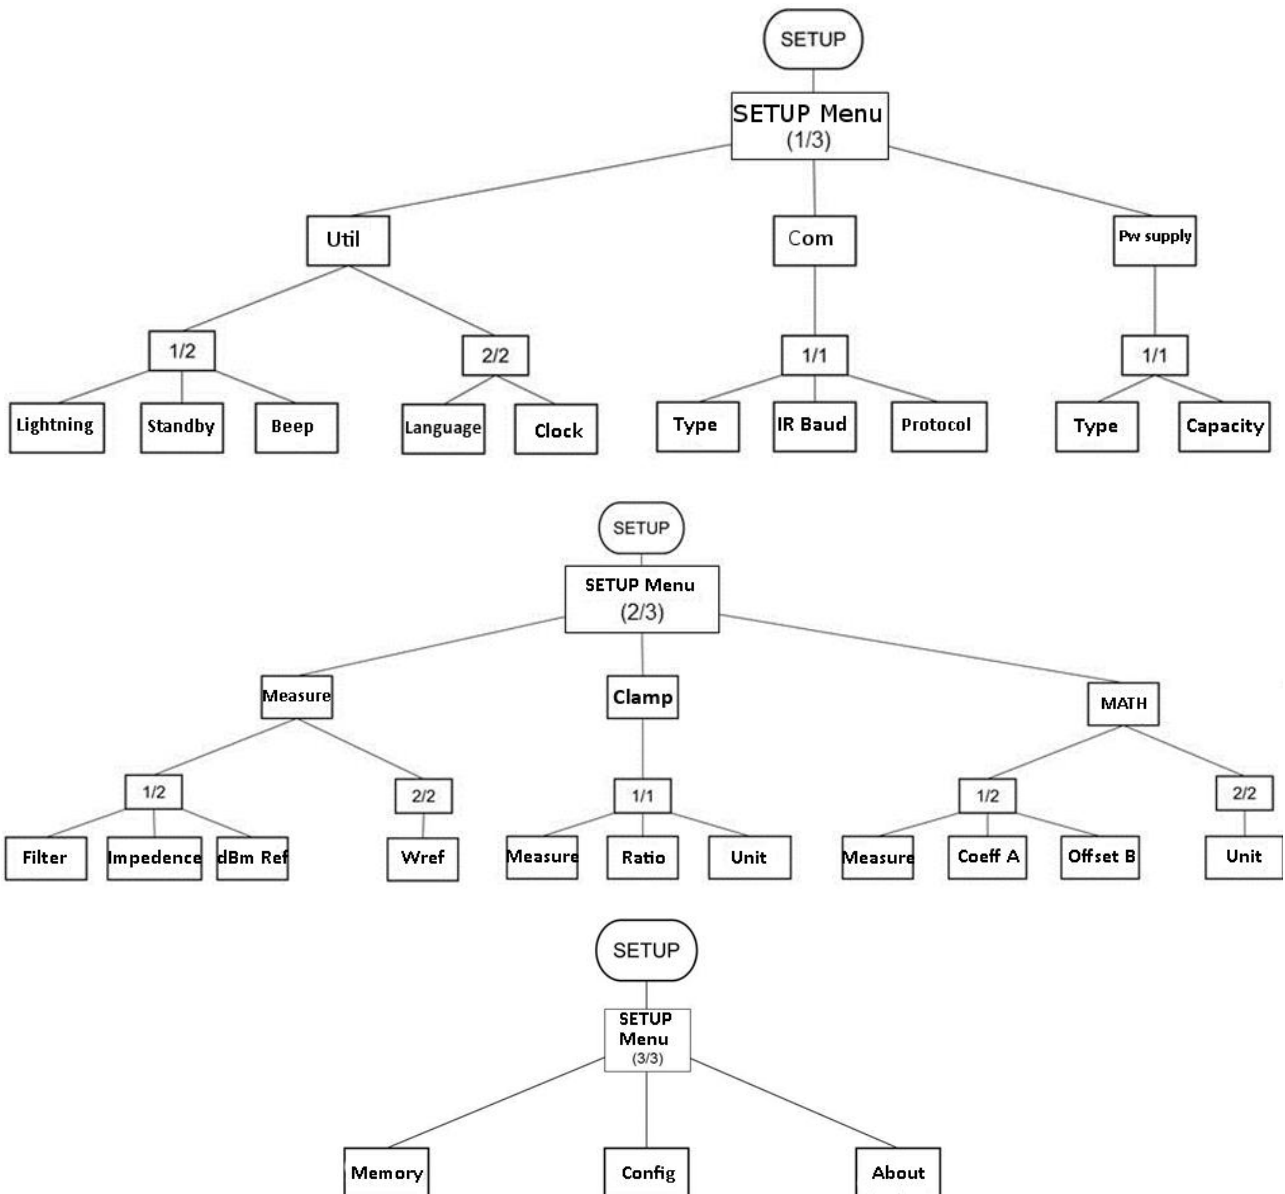 SETUP
SETUP Menu
(1/3)
Util
Com
Pw supply
1/2
2/2
1/1
1/1
Lightning
Standby
Beep
Language
Clock
Type
IR Baud
Protocol
Type
Capacity
SETUP
SETUP Menu
(2/3)
Measure
Clamp
MATH
1/2
2/2
1/1
1/2
2/2
Filter
Impedence
dBm Ref
Wref
Measure
Ratio
Unit
Measure
Coeff A
Offset B
Unit
SETUP
SETUP
Menu
(3/3)
Memory
Config
About